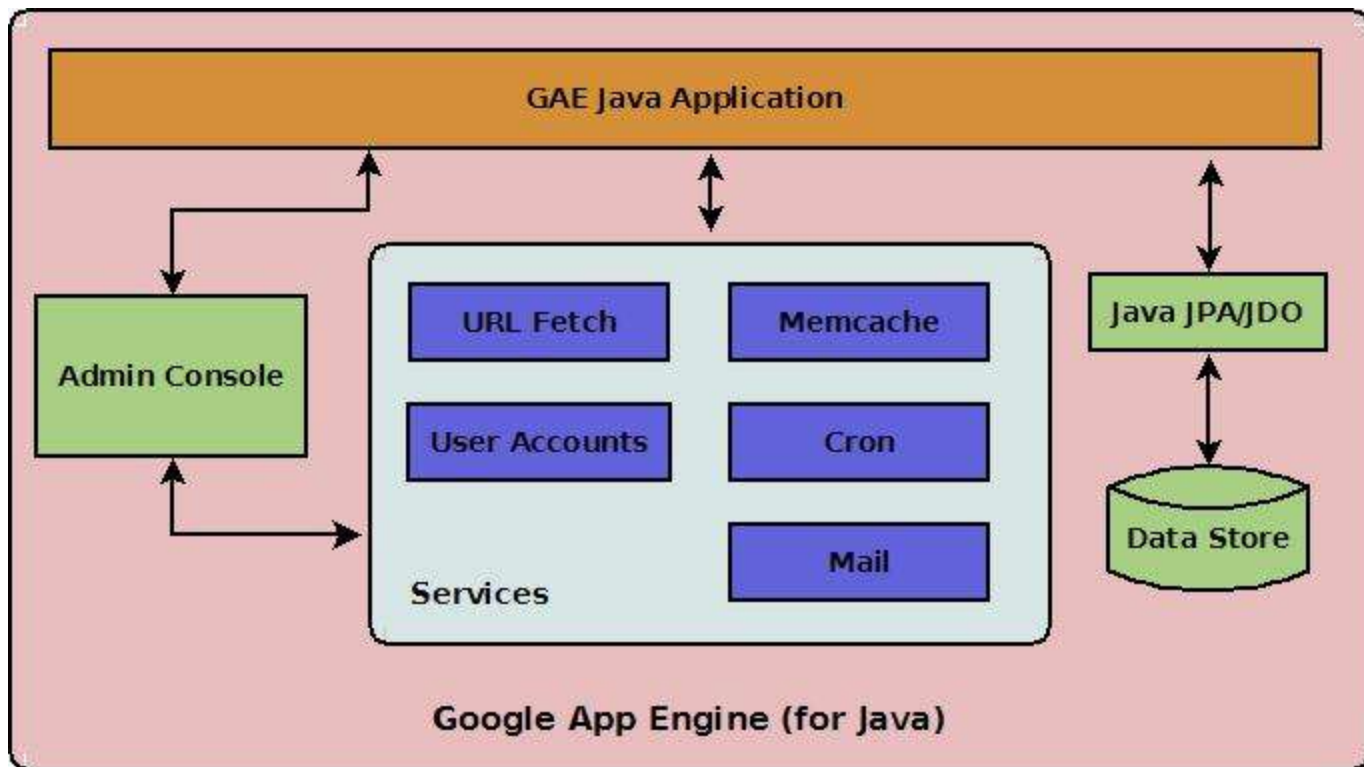 GAE Java Application
Admin Console
URL Fetch
Memcache
User Accounts
Cron
Mail
Services
Java JPA/JDO
Data Store
Google App Engine (for Java)